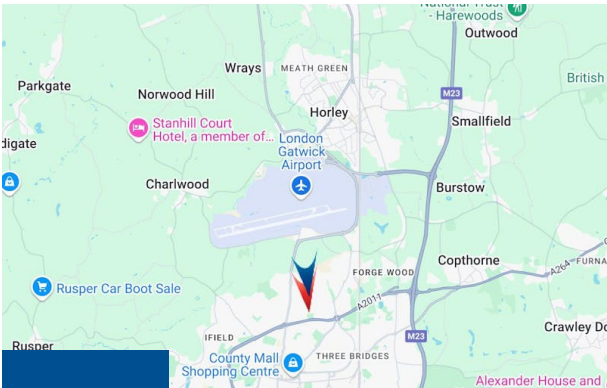 National Trust
- Harewoods
Outwood
Wrays
MEATH GREEN
British
Parkgate
Norwood Hill
M23
Horley
Smallfield
Stanhill Court
Hotel, a member of...
London
Gatwick
Airport
digate
Charlwood
Burstow
Copthorne
FORGE WOOD
A264
FURNA
Rusper Car Boot Sale
A2011
Crawley Do
IFIELD
M23
Rusper
County Mall
Shopping Centre
THREE BRIDGES
Alexander House and